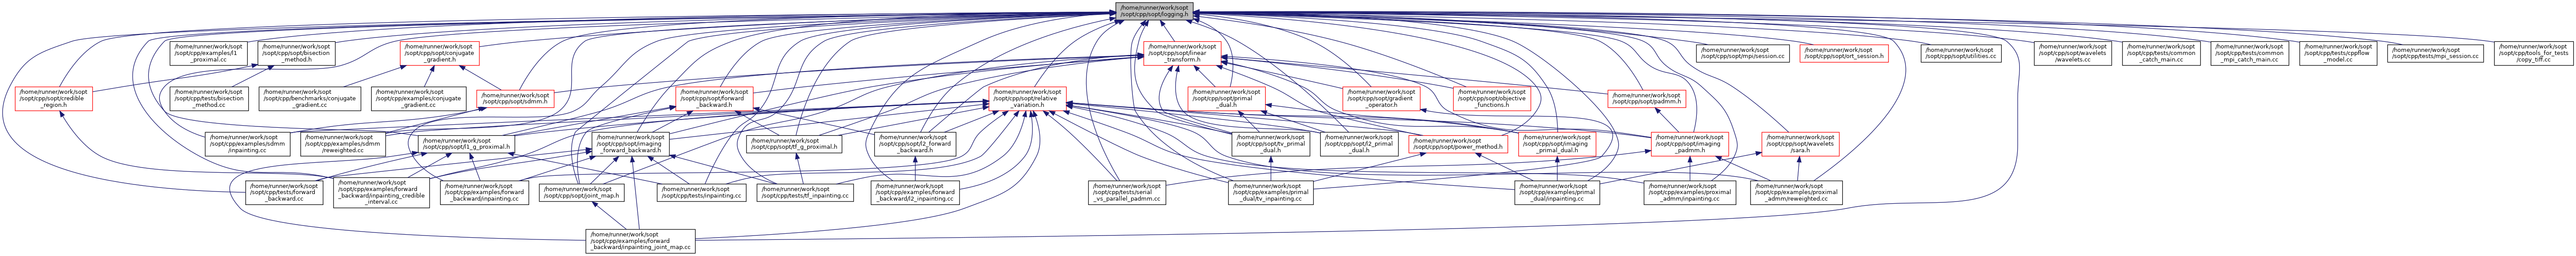 /home/runner/work/sopt
/sopt/cpp/sopt/logging.h
/home/runner/work/sopt
/sopt/cpp/examples/l1
_proximal.cc
/home/runner/work/sopt
/sopt/cpp/sopt/bisection
_method.h
/home/runner/work/sopt
/sopt/cpp/sopt/conjugate
_gradient.h
/home/runner/work/sopt
/sopt/cpp/sopt/linear
_transform.h
/home/runner/work/sopt
/sopt/cpp/sopt/mpi/session.cc
/home/runner/work/sopt
/sopt/cpp/sopt/ort_session.h
/home/runner/work/sopt
/sopt/cpp/sopt/utilities.cc
/home/runner/work/sopt
/sopt/cpp/sopt/wavelets
/wavelets.cc
/home/runner/work/sopt
/sopt/cpp/tests/common
_catch_main.cc
/home/runner/work/sopt
/sopt/cpp/tests/common
_mpi_catch_main.cc
/home/runner/work/sopt
/sopt/cpp/tests/cppflow
_model.cc
/home/runner/work/sopt
/sopt/cpp/tests/mpi_session.cc
/home/runner/work/sopt
/sopt/cpp/tools_for_tests
/copy_tiff.cc
/home/runner/work/sopt
/sopt/cpp/sopt/credible
_region.h
/home/runner/work/sopt
/sopt/cpp/tests/bisection
_method.cc
/home/runner/work/sopt
/sopt/cpp/benchmarks/conjugate
_gradient.cc
/home/runner/work/sopt
/sopt/cpp/examples/conjugate
_gradient.cc
/home/runner/work/sopt
/sopt/cpp/sopt/sdmm.h
/home/runner/work/sopt
/sopt/cpp/sopt/forward
_backward.h
/home/runner/work/sopt
/sopt/cpp/sopt/relative
_variation.h
/home/runner/work/sopt
/sopt/cpp/sopt/primal
_dual.h
/home/runner/work/sopt
/sopt/cpp/sopt/gradient
_operator.h
/home/runner/work/sopt
/sopt/cpp/sopt/objective
_functions.h
/home/runner/work/sopt
/sopt/cpp/sopt/padmm.h
/home/runner/work/sopt
/sopt/cpp/examples/sdmm
/inpainting.cc
/home/runner/work/sopt
/sopt/cpp/examples/sdmm
/reweighted.cc
/home/runner/work/sopt
/sopt/cpp/sopt/l1_g_proximal.h
/home/runner/work/sopt
/sopt/cpp/sopt/imaging
_forward_backward.h
/home/runner/work/sopt
/sopt/cpp/sopt/tf_g_proximal.h
/home/runner/work/sopt
/sopt/cpp/sopt/l2_forward
_backward.h
/home/runner/work/sopt
/sopt/cpp/sopt/tv_primal
_dual.h
/home/runner/work/sopt
/sopt/cpp/sopt/l2_primal
_dual.h
/home/runner/work/sopt
/sopt/cpp/sopt/power_method.h
/home/runner/work/sopt
/sopt/cpp/sopt/imaging
_primal_dual.h
/home/runner/work/sopt
/sopt/cpp/sopt/imaging
_padmm.h
/home/runner/work/sopt
/sopt/cpp/sopt/wavelets
/sara.h
/home/runner/work/sopt
/sopt/cpp/tests/forward
_backward.cc
/home/runner/work/sopt
/sopt/cpp/examples/forward
_backward/inpainting_credible
_interval.cc
/home/runner/work/sopt
/sopt/cpp/examples/forward
_backward/inpainting.cc
/home/runner/work/sopt
/sopt/cpp/sopt/joint_map.h
/home/runner/work/sopt
/sopt/cpp/tests/inpainting.cc
/home/runner/work/sopt
/sopt/cpp/tests/tf_inpainting.cc
/home/runner/work/sopt
/sopt/cpp/examples/forward
_backward/l2_inpainting.cc
/home/runner/work/sopt
/sopt/cpp/tests/serial
_vs_parallel_padmm.cc
/home/runner/work/sopt
/sopt/cpp/examples/primal
_dual/tv_inpainting.cc
/home/runner/work/sopt
/sopt/cpp/examples/primal
_dual/inpainting.cc
/home/runner/work/sopt
/sopt/cpp/examples/proximal
_admm/inpainting.cc
/home/runner/work/sopt
/sopt/cpp/examples/proximal
_admm/reweighted.cc
/home/runner/work/sopt
/sopt/cpp/examples/forward
_backward/inpainting_joint_map.cc